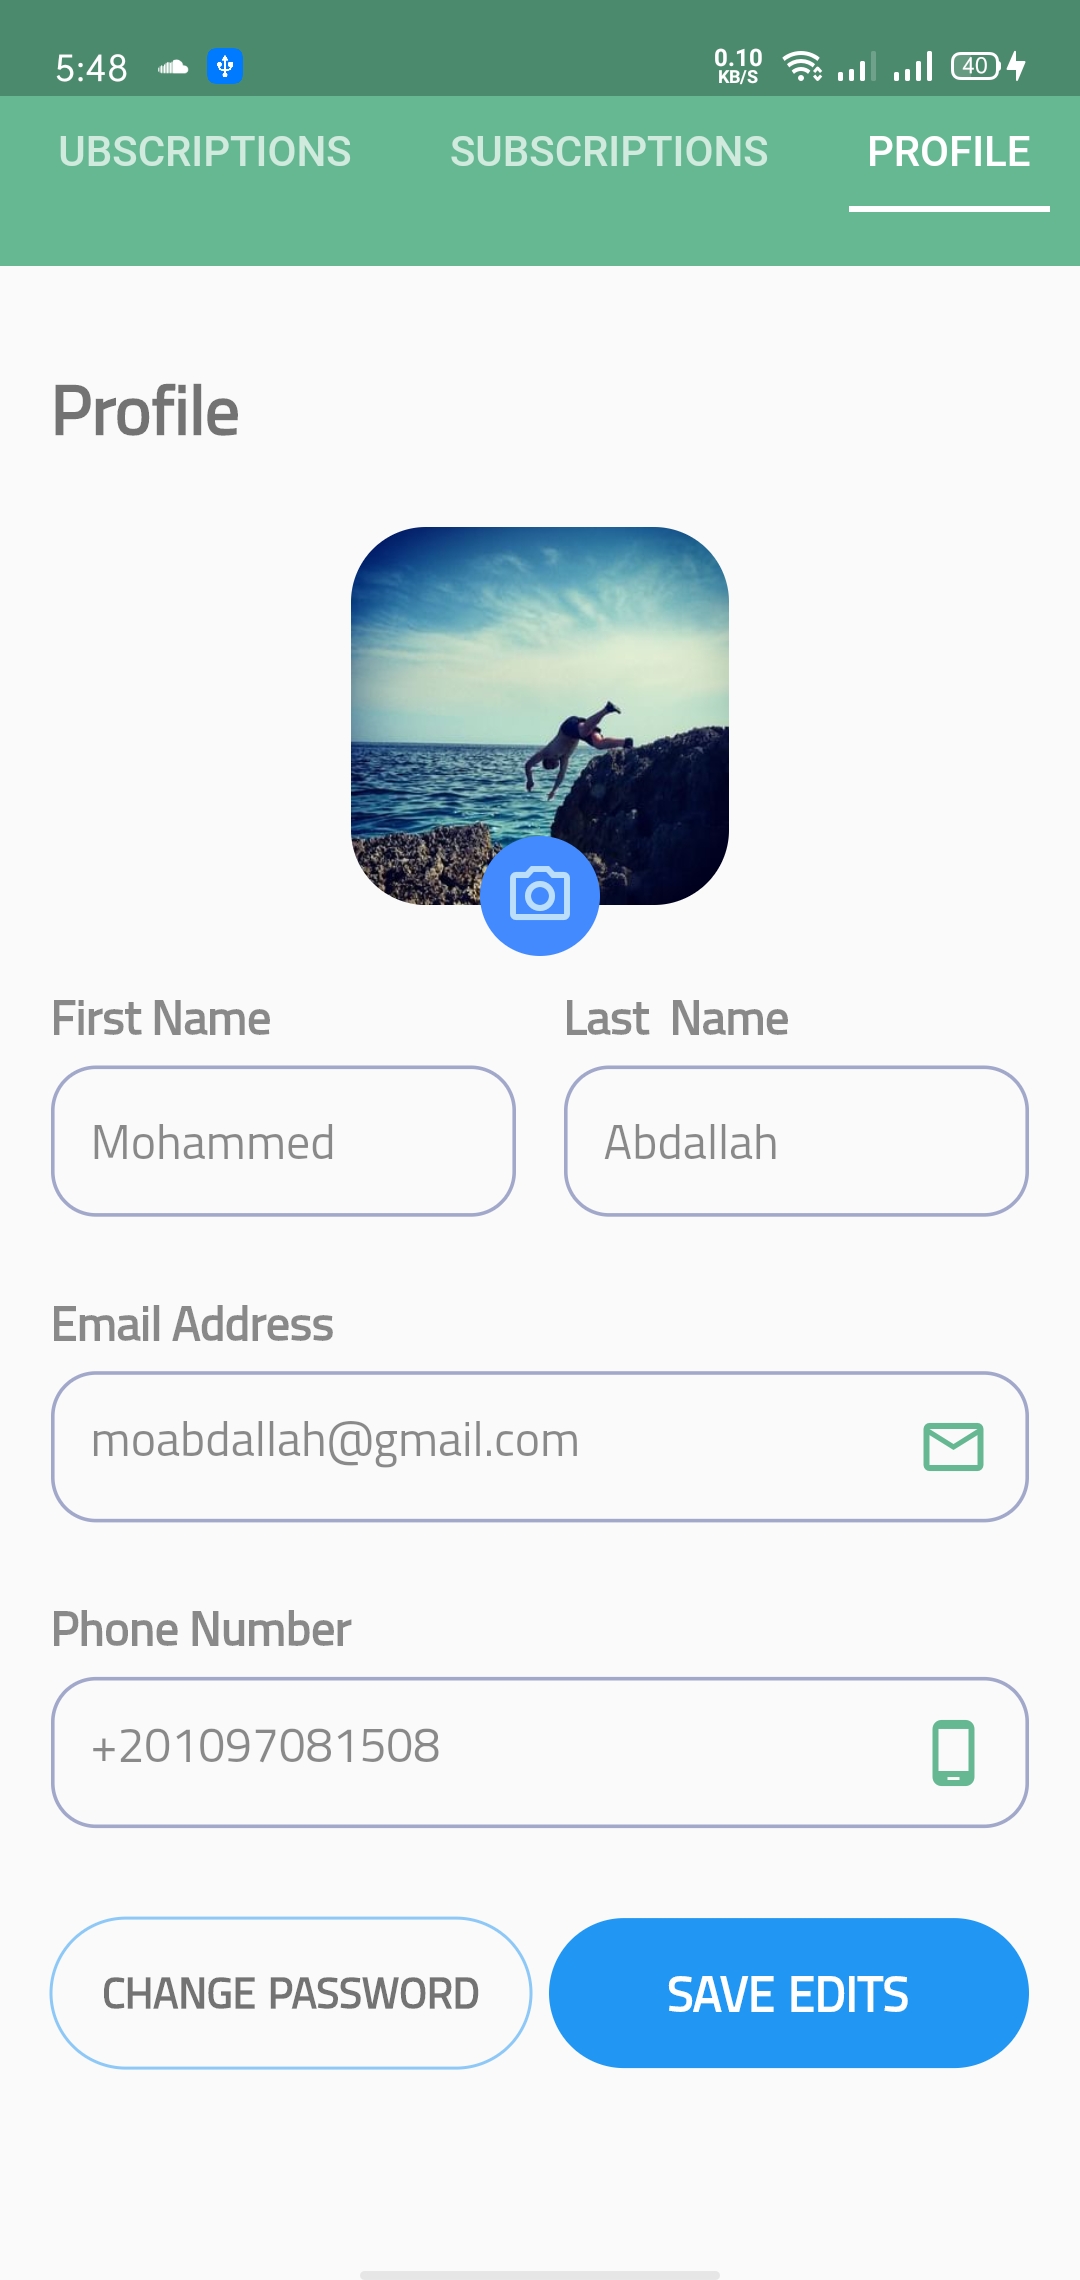 5:48 0.10 KB/S 40
UBSCRIPTIONS SUBSCRIPTIONS PROFILE
Profile
First Name Last Name
Mohammed Abdallah
Email Address
moabdallah@gmail.com
Phone Number
+201097081508
CHANGE PASSWORD SAVE EDITS